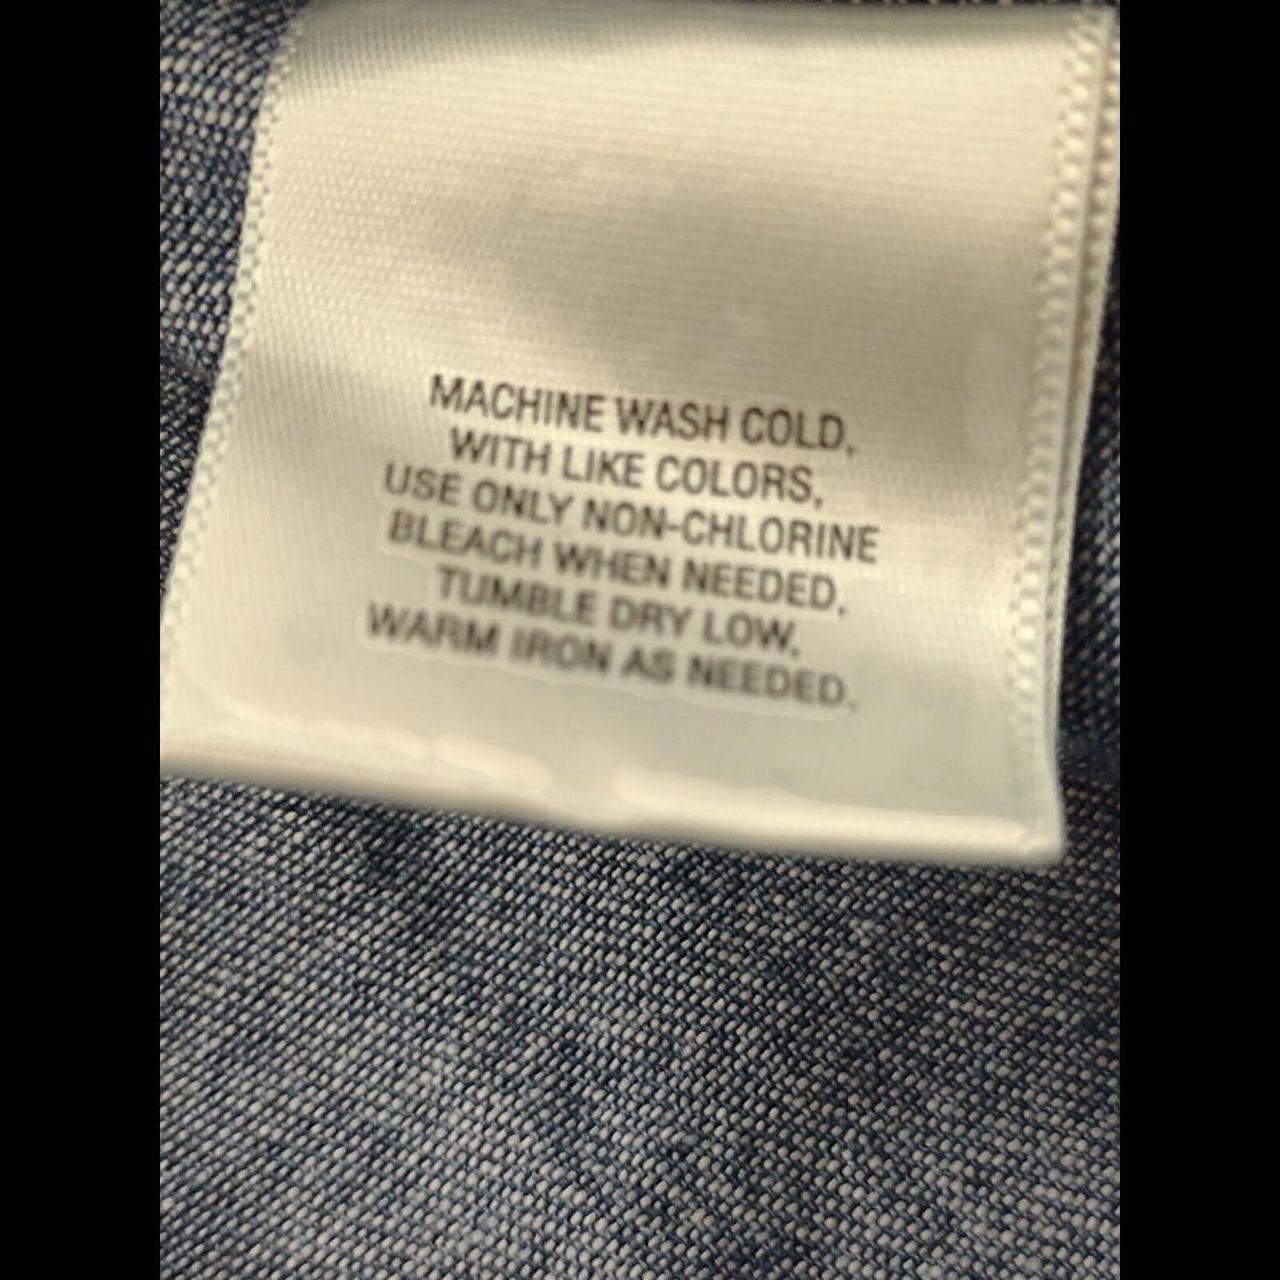 MACHINE WASH COLD,
WITH LIKE COLORS,
USE ONLY NON-CHLORINE
BLEACH WHEN NEEDED,
TUMBLE DRY LOW,
WARM IRON AS NEEDED.